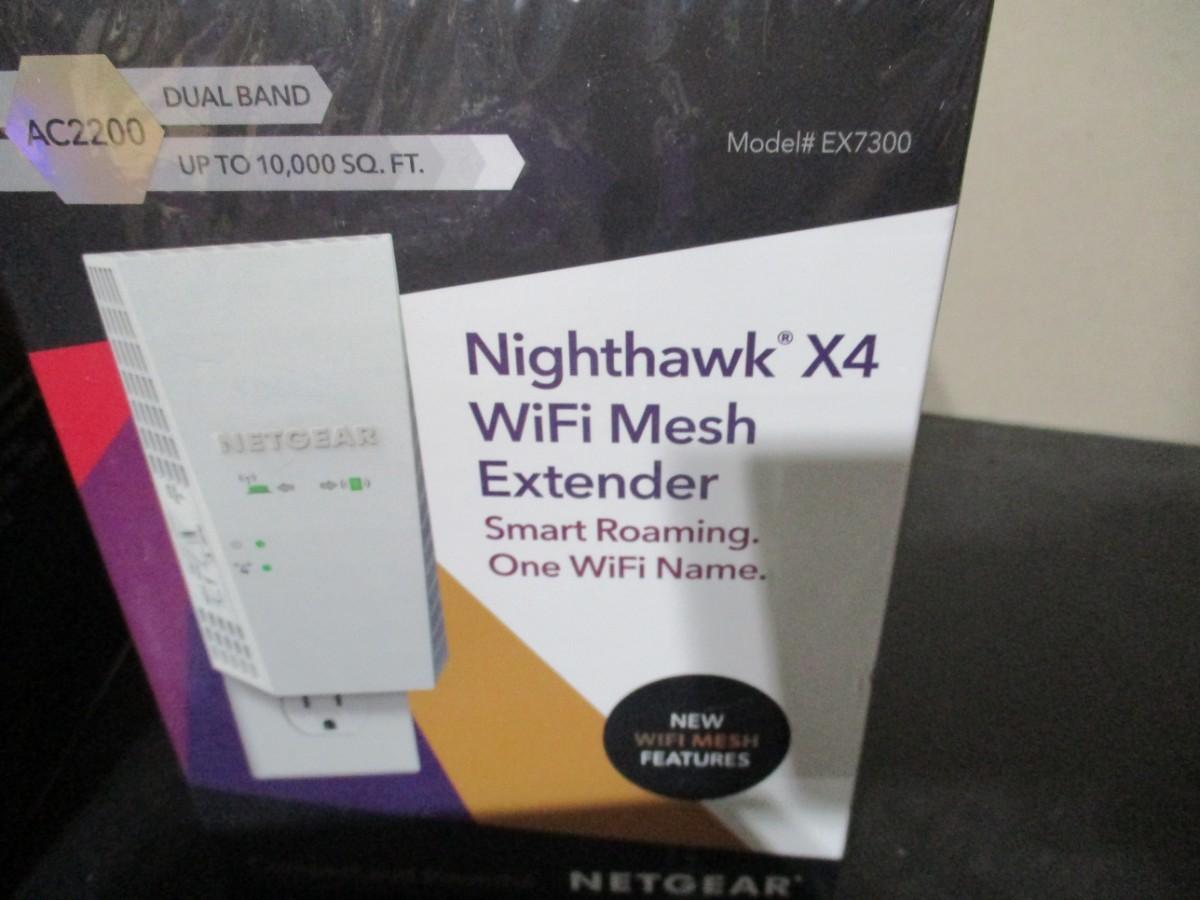 DUAL BAND
AC2200
UP TO 10,000 SQ. FT.
Model# EX7300
Nighthawk® X4
WiFi Mesh
Extender
Smart Roaming.
One WiFi Name.
NETGEAR
NEW
WIFI MESH
FEATURES
NETGEAR®